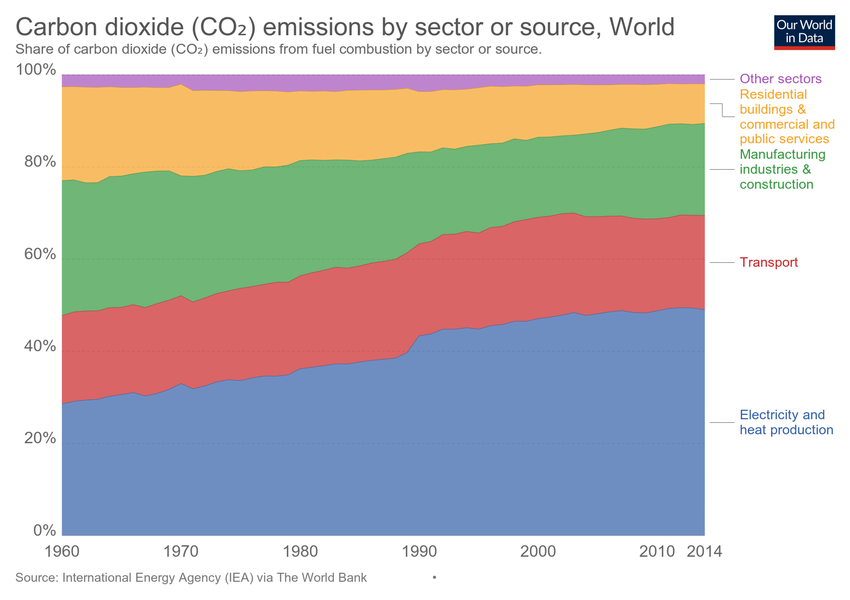 Carbon dioxide (CO₂) emissions by sector or source, World
Share of carbon dioxide (CO₂) emissions from fuel combustion by sector or source.
Our World
in Data
100%
80%
60%
40%
20%
0%
1960
1970
1980
1990
2000
2010
2014
Other sectors
Residential
buildings &
commercial and
public services
Manufacturing
industries &
construction
Transport
Electricity and
heat production
Source: International Energy Agency (IEA) via The World Bank
•